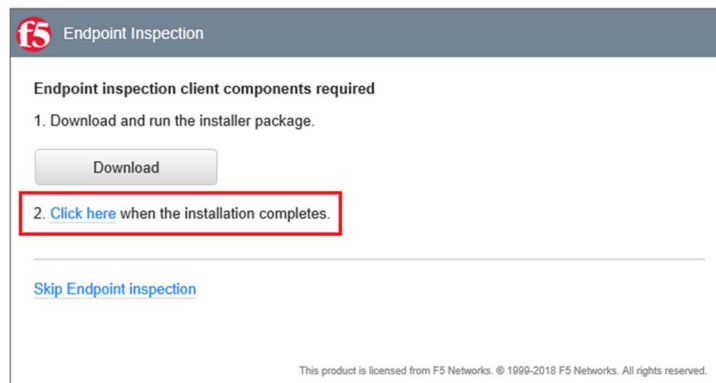 f5 Endpoint Inspection
Endpoint inspection client components required
1. Download and run the installer package.
Download
2. Click here when the installation completes.
Skip Endpoint inspection
This product is licensed from F5 Networks. © 1999-2018 F5 Networks. All rights reserved.